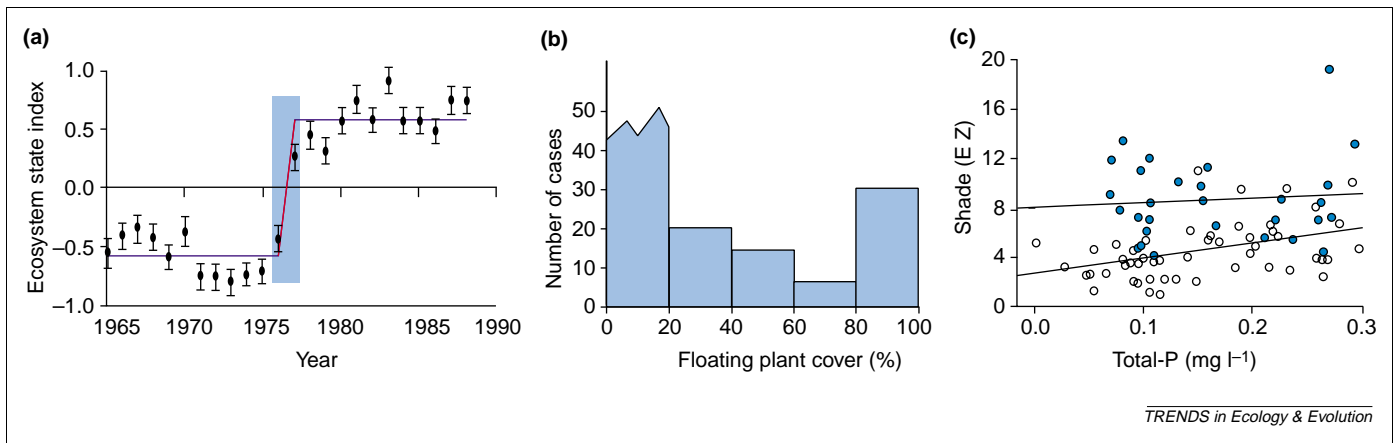 (a)
Ecosystem state index
1.0
0.5
0.0
–0.5
–1.0
1965 1970 1975 1980 1985 1990
Year
(b)
Number of cases
50
40
30
20
10
0
0 20 40 60 80 100
Floating plant cover (%)
(c)
Shade (E Z)
20
16
12
8
4
0
0.0 0.1 0.2 0.3
Total-P (mg l–1)
TRENDS in Ecology & Evolution